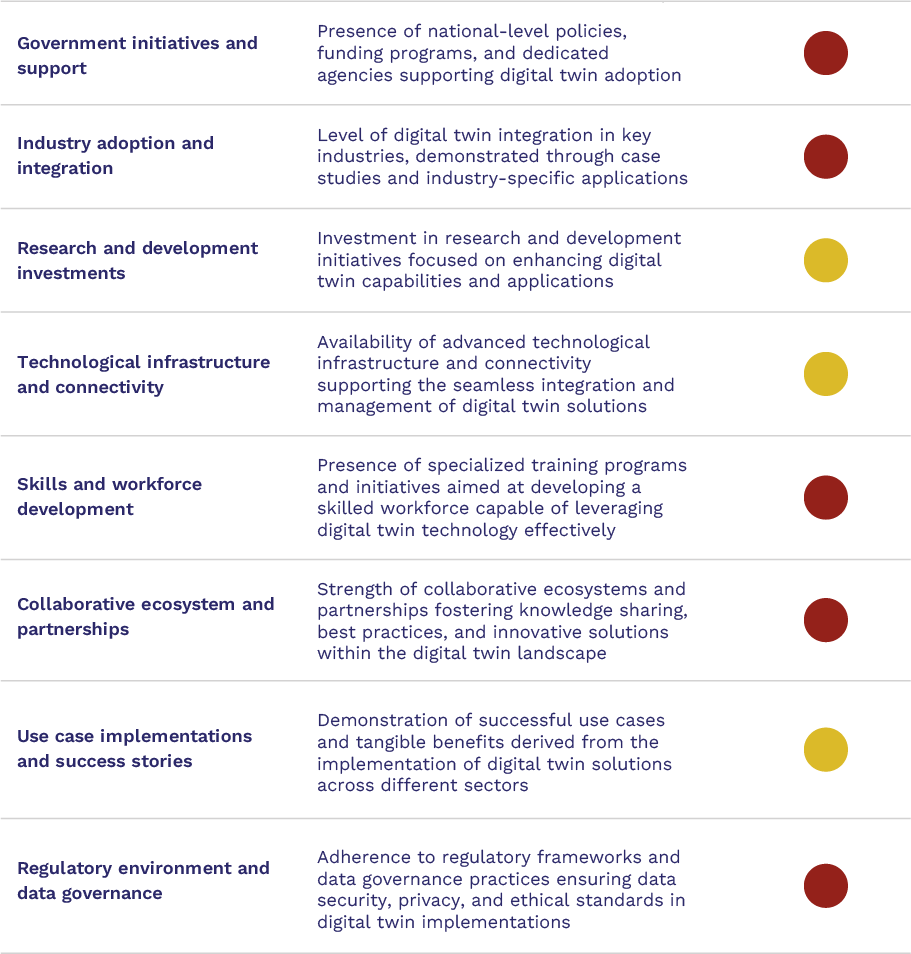 Government initiatives and
support
Presence of national-level policies,
funding programs, and dedicated
agencies supporting digital twin adoption
Industry adoption and
integration
Level of digital twin integration in key
industries, demonstrated through case
studies and industry-specific applications
Research and development
investments
Investment in research and development
initiatives focused on enhancing digital
twin capabilities and applications
Technological infrastructure
and connectivity
Availability of advanced technological
infrastructure and connectivity
supporting the seamless integration and
management of digital twin solutions
Skills and workforce
development
Presence of specialized training programs
and initiatives aimed at developing a
skilled workforce capable of leveraging
digital twin technology effectively
Collaborative ecosystem and
partnerships
Strength of collaborative ecosystems and
partnerships fostering knowledge sharing,
best practices, and innovative solutions
within the digital twin landscape
Use case implementations
and success stories
Demonstration of successful use cases
and tangible benefits derived from the
implementation of digital twin solutions
across different sectors
Regulatory environment and
data governance
Adherence to regulatory frameworks and
data governance practices ensuring data
security, privacy, and ethical standards in
digital twin implementations